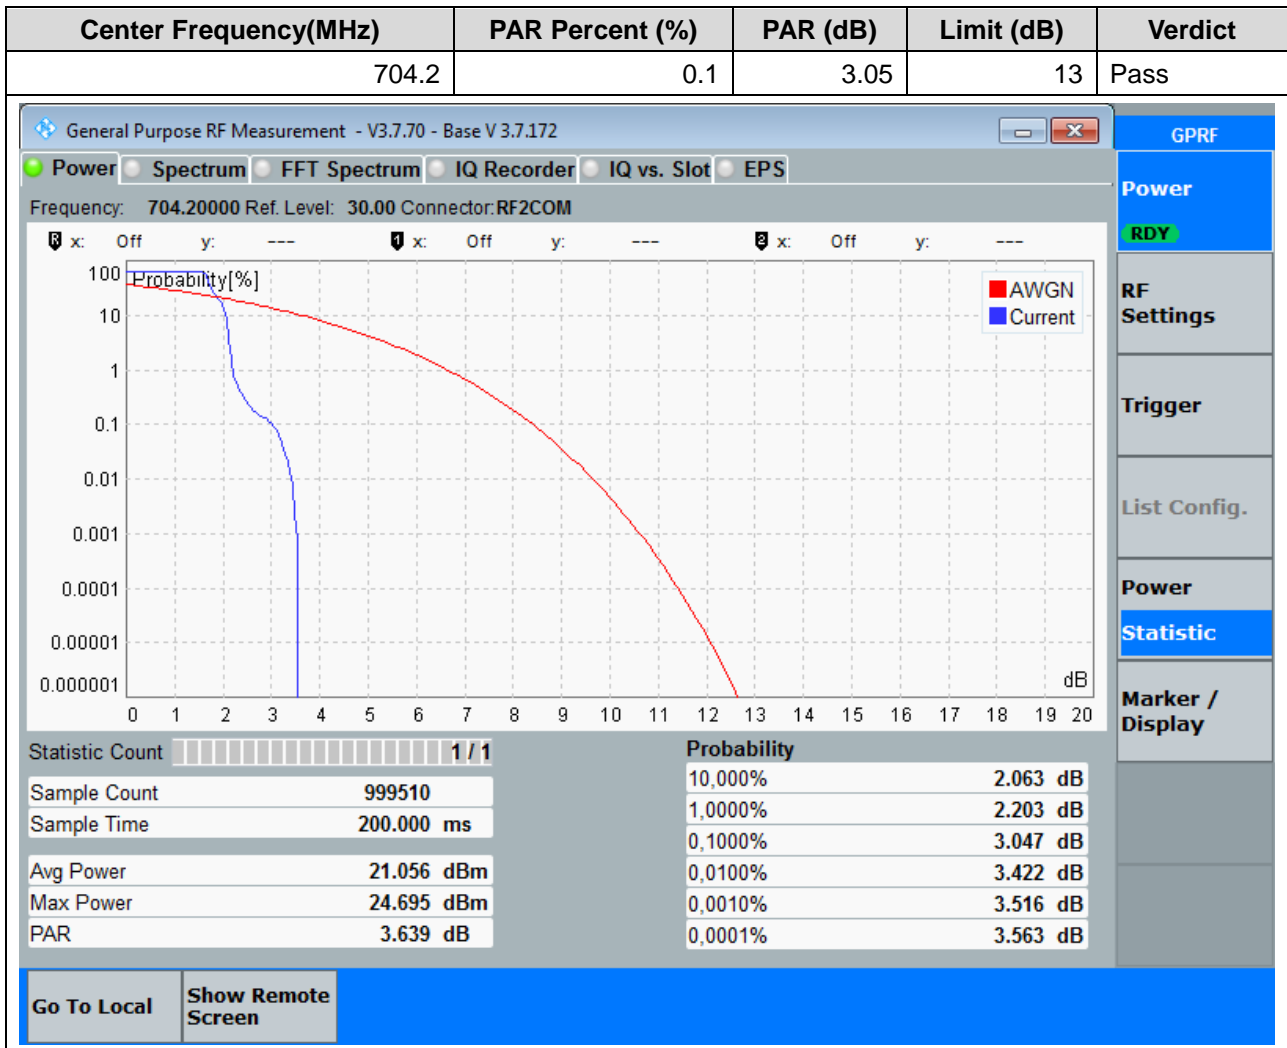 Center Frequency(MHz) PAR Percent (%) PAR (dB) Limit (dB) Verdict
704.2 0.1 3.05 13 Pass
General Purpose RF Measurement - V3.7.70 - Base V 3.7.172
GPRF
Power Spectrum FFT Spectrum IQ Recorder IQ vs. Slot EPS
Frequency: 704.20000 Ref. Level: 30.00 Connector: RF2COM
R x: Off y: --- 1 x: Off y: --- 2 x: Off y: ---
Probability[%]
AWGN
Current
100
10
1
0.1
0.01
0.001
0.0001
0.00001
0.000001
dB
0 1 2 3 4 5 6 7 8 9 10 11 12 13 14 15 16 17 18 19 20
Statistic Count 1 / 1
Sample Count 999510
Sample Time 200.000 ms
Avg Power 21.056 dBm
Max Power 24.695 dBm
PAR 3.639 dB
Probability
10,000% 2.063 dB
1,0000% 2.203 dB
0,1000% 3.047 dB
0,0100% 3.422 dB
0,0010% 3.516 dB
0,0001% 3.563 dB
Power
RDY
RF
Settings
Trigger
List Config.
Power
Statistic
Marker /
Display
Go To Local
Show Remote
Screen